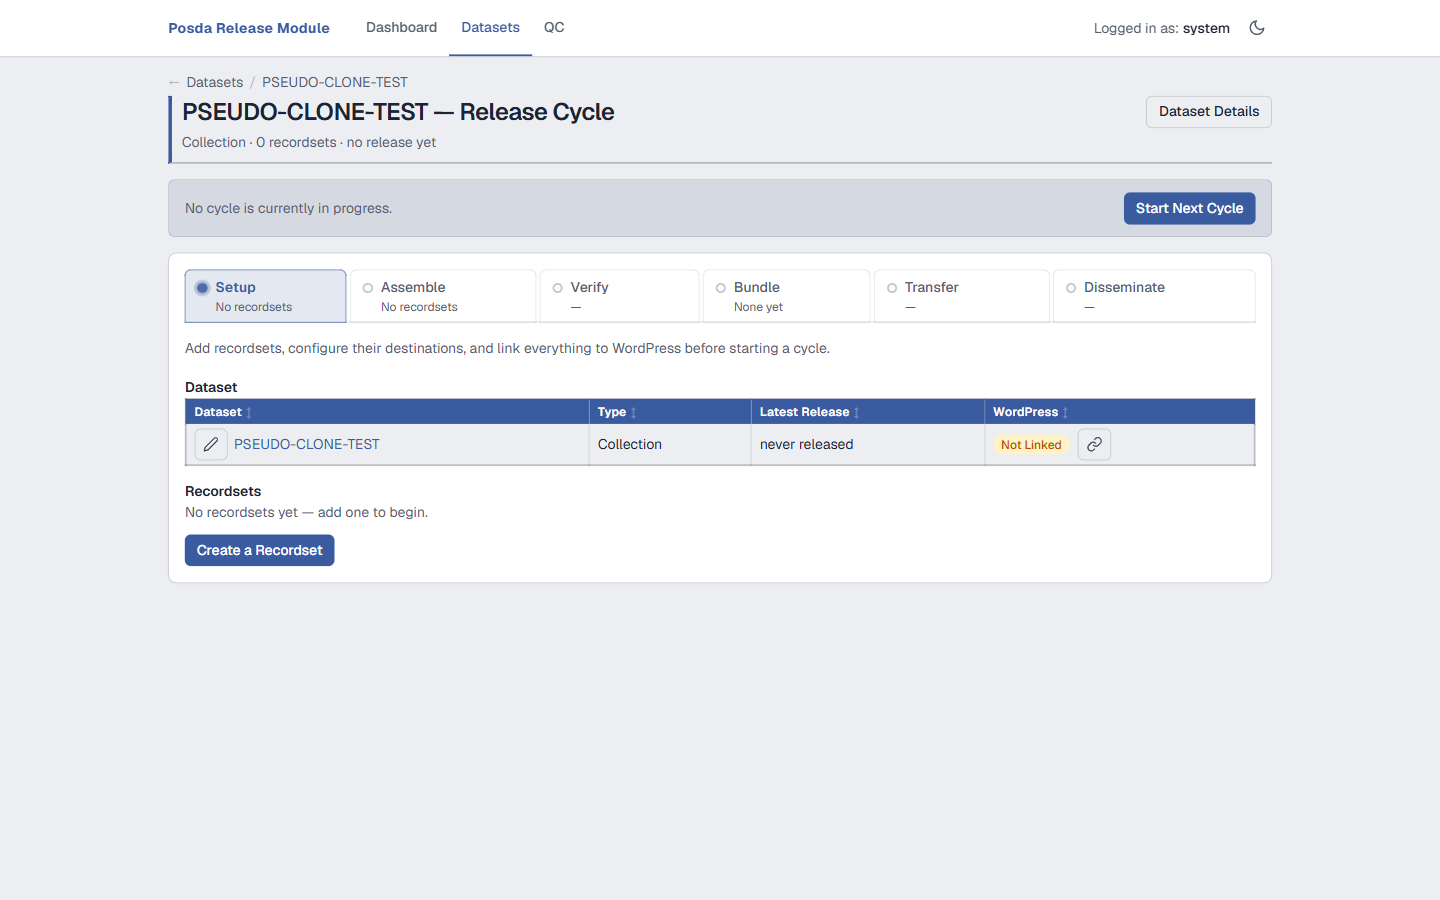 Posda Release Module
Dashboard
Datasets
QC
Logged in as: system
← Datasets / PSEUDO-CLONE-TEST
PSEUDO-CLONE-TEST — Release Cycle
Dataset Details
Collection · 0 recordsets · no release yet
No cycle is currently in progress.
Start Next Cycle
Setup
No recordsets
Assemble
No recordsets
Verify
—
Bundle
None yet
Transfer
—
Disseminate
—
Add recordsets, configure their destinations, and link everything to WordPress before starting a cycle.
Dataset
Dataset ↕ Type ↕ Latest Release ↕ WordPress ↕
PSEUDO-CLONE-TEST Collection never released Not Linked
Recordsets
No recordsets yet — add one to begin.
Create a Recordset